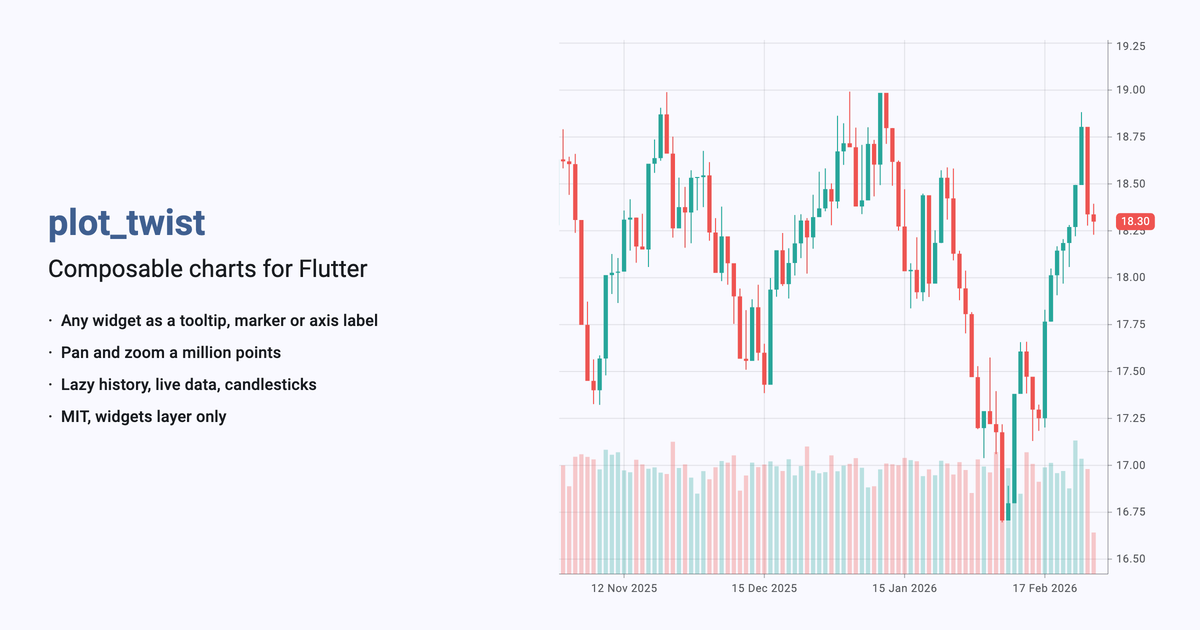 plot_twist
Composable charts for Flutter
· Any widget as a tooltip, marker or axis label
· Pan and zoom a million points
· Lazy history, live data, candlesticks
· MIT, widgets layer only
19.25
19.00
18.75
18.50
18.30
18.25
18.00
17.75
17.50
17.25
17.00
16.75
16.50
12 Nov 2025 15 Dec 2025 15 Jan 2026 17 Feb 2026